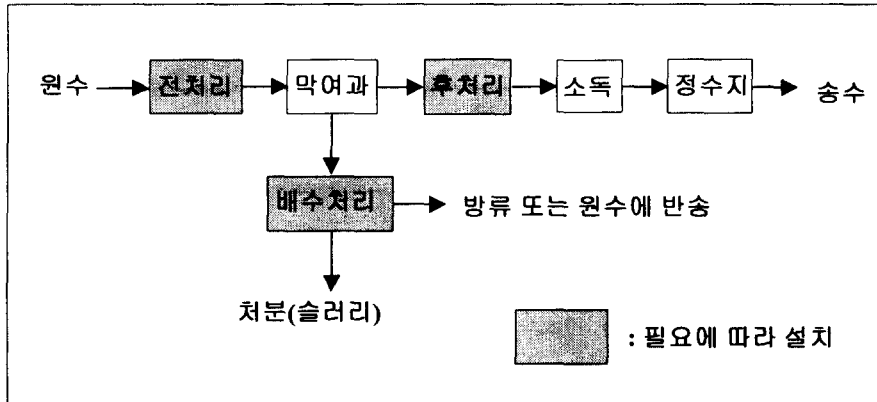 원수 전처리 막여과 후처리 소독 정수지 송수
배수처리 방류 또는 원수에 반송
처분(슬러리)
: 필요에 따라 설치